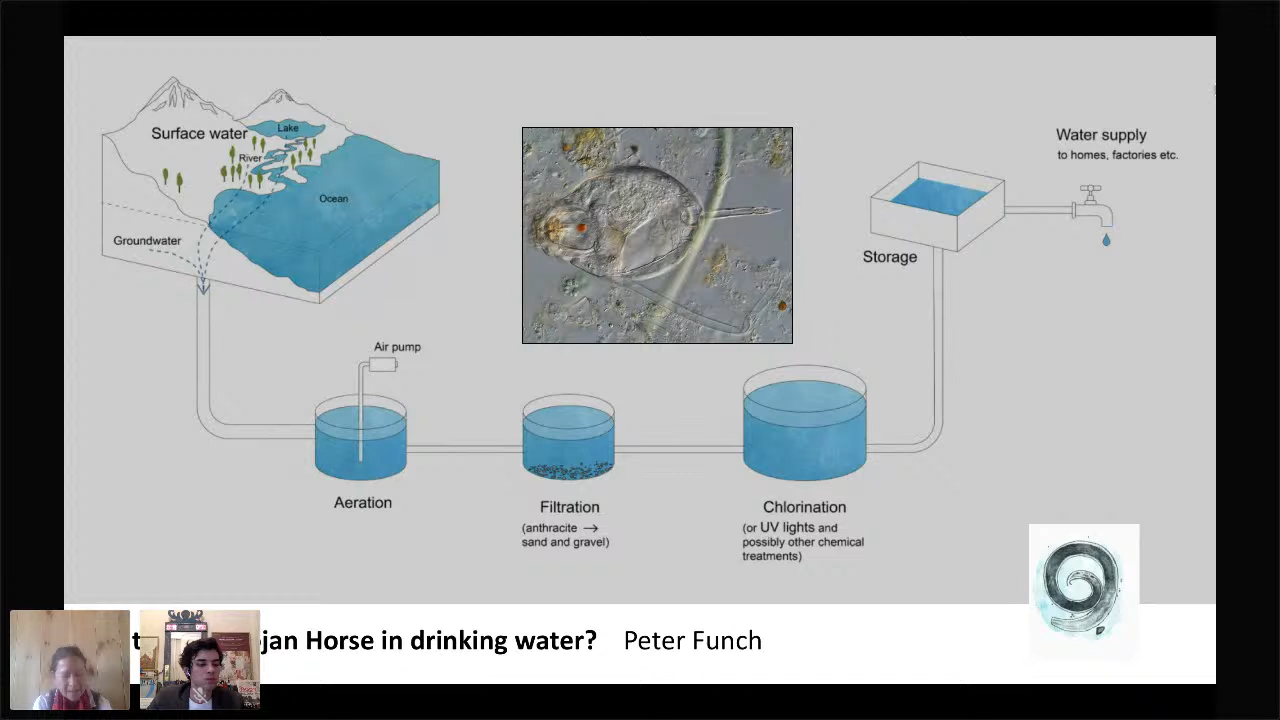 Surface water
Lake
River
Ocean
Groundwater
Air pump
Aeration
Filtration
(anthracite →
sand and gravel)
Chlorination
(or UV lights and
possibly other chemical
treatments)
Storage
Water supply
to homes, factories etc.
jan Horse in drinking water? Peter Funch